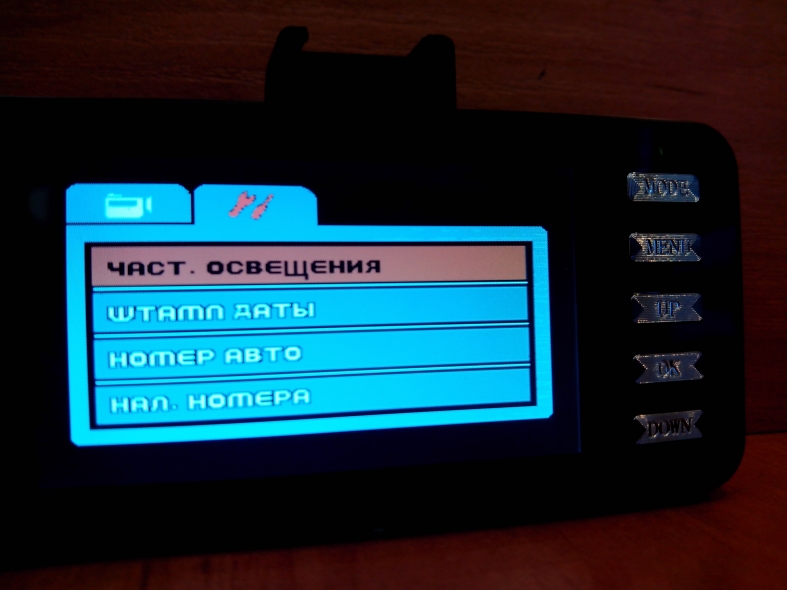 ЧАСТ. ОСВЕЩЕНИЯ
ШТАМП ДАТЫ
НОМЕР АВТО
НАЛ. НОМЕРА
MODE
MENU
UP
OK
DOWN